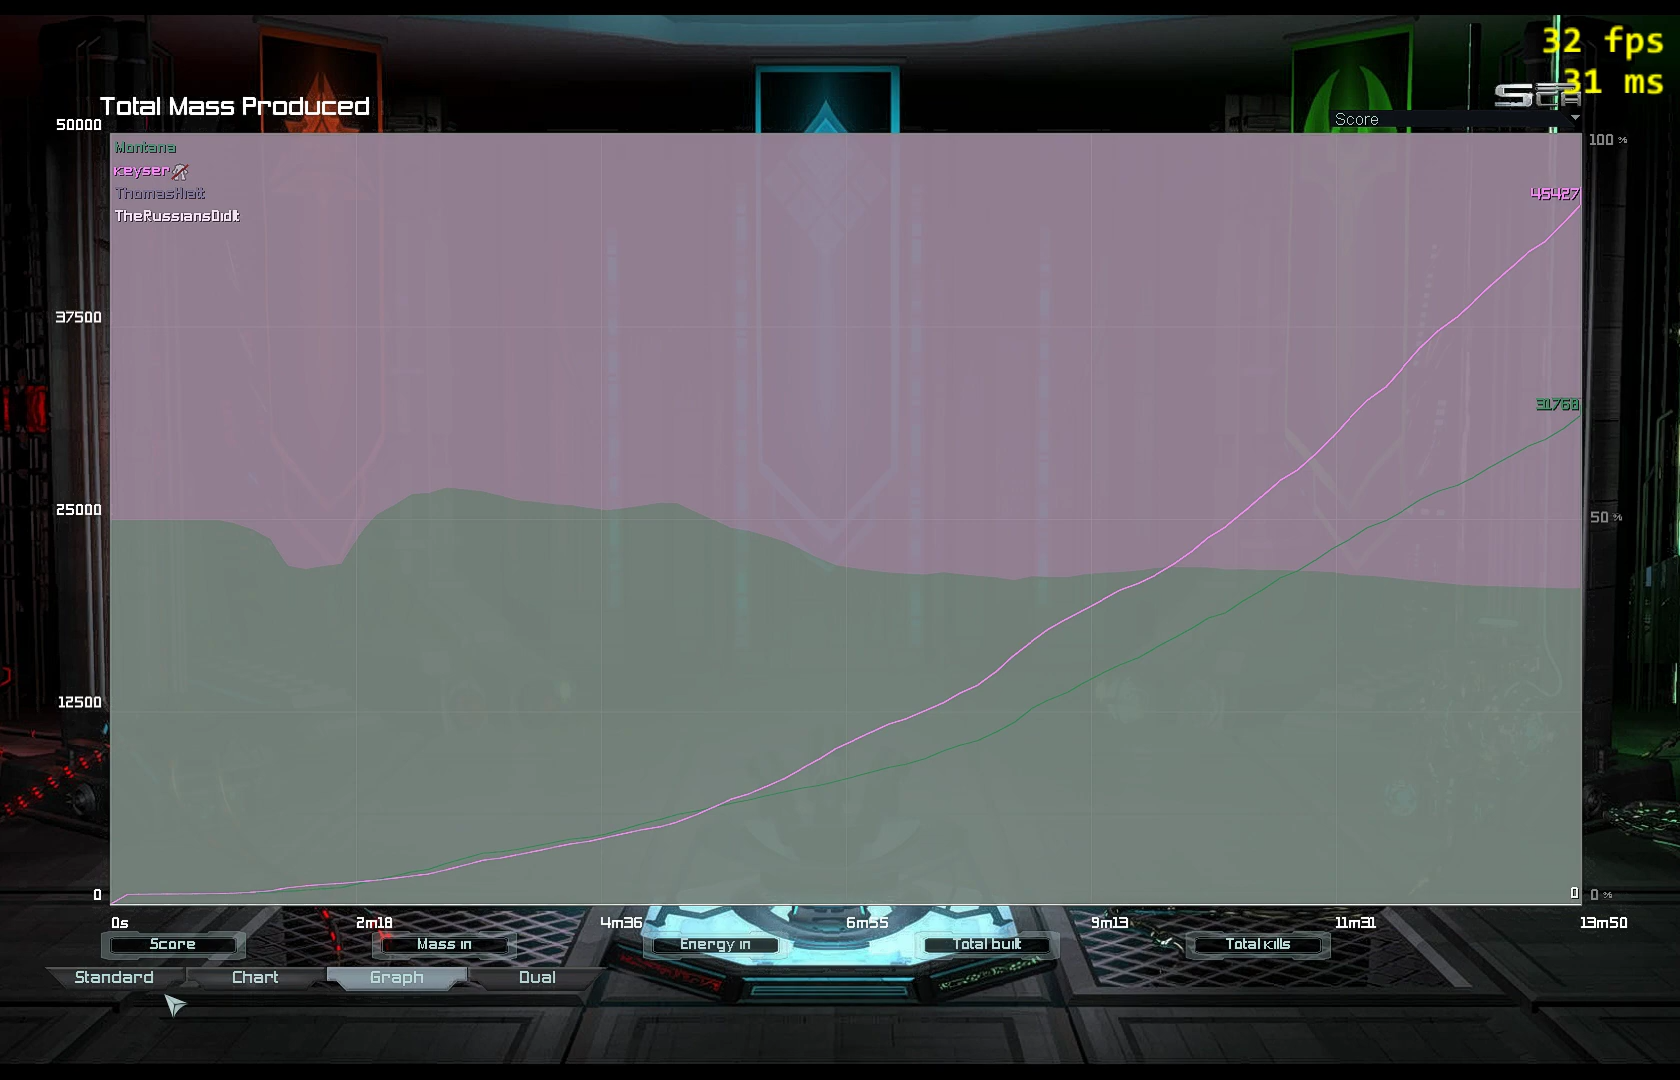 32 fps
31 ms
Total Mass Produced
Score
50000
100 %
Montana
keyser
ThomasHiatt
TheRussiansDidIt
45427
37500
31768
25000
50 %
12500
0
0
0 %
0s
2m18
4m36
6m55
9m13
11m31
13m50
Score
Mass in
Energy in
Total built
Total kills
Standard
Chart
Graph
Dual